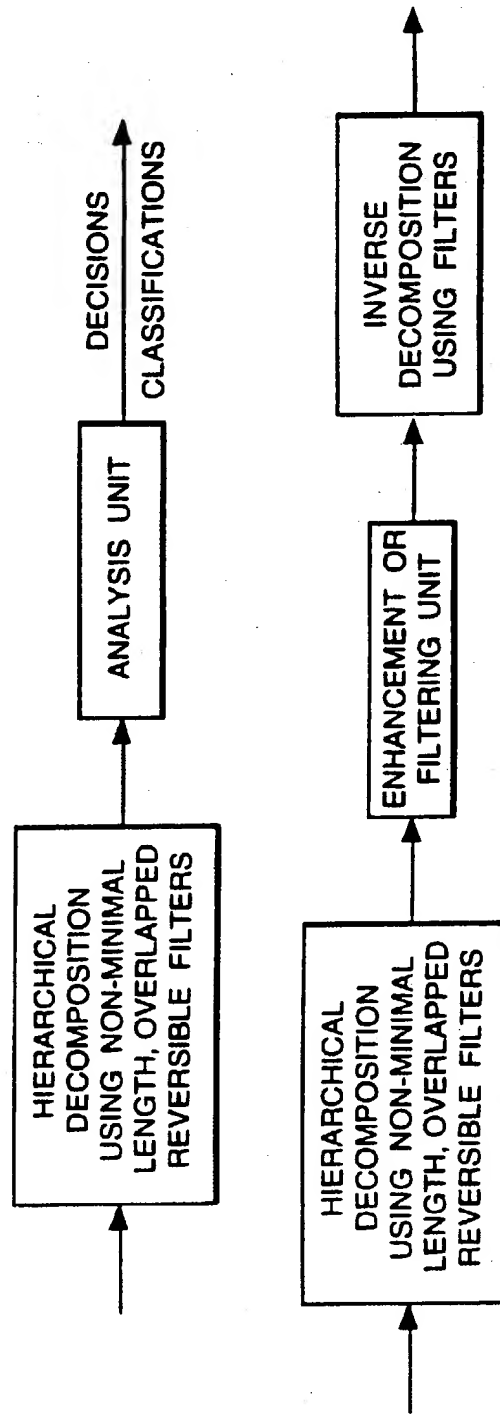 HIERARCHICAL
DECOMPOSITION
USING NON-MINIMAL
LENGTH, OVERLAPPED
REVERSIBLE FILTERS
ANALYSIS UNIT
DECISIONS
CLASSIFICATIONS
HIERARCHICAL
DECOMPOSITION
USING NON-MINIMAL
LENGTH, OVERLAPPED
REVERSIBLE FILTERS
ENHANCEMENT OR
FILTERING UNIT
INVERSE
DECOMPOSITION
USING FILTERS